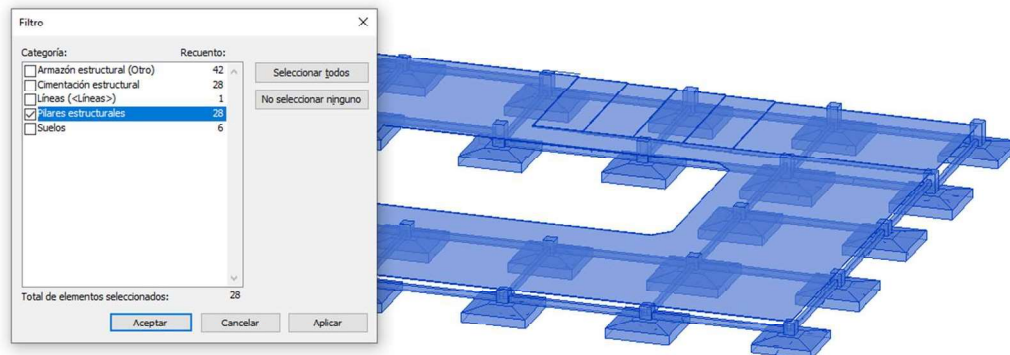 Filtro
Categoría: Recuento:
Armazón estructural (Otro) 42
Cimentación estructural 28
Líneas (<Líneas>) 1
Pilares estructurales 28
Suelos 6
Seleccionar todos
No seleccionar ninguno
Total de elementos seleccionados: 28
Aceptar Cancelar Aplicar